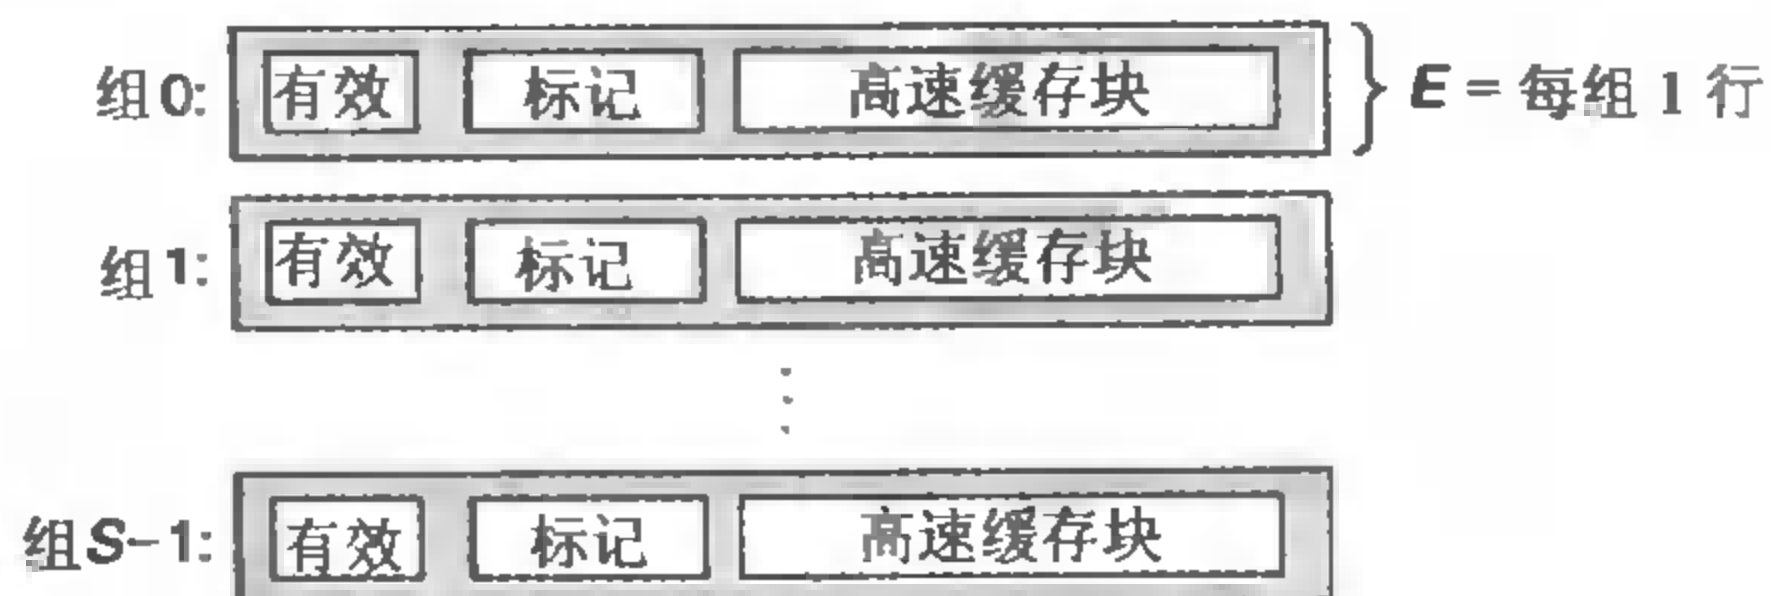 组0: 有效 标记 高速缓存块 E = 每组 1 行
组1: 有效 标记 高速缓存块
组S-1: 有效 标记 高速缓存块